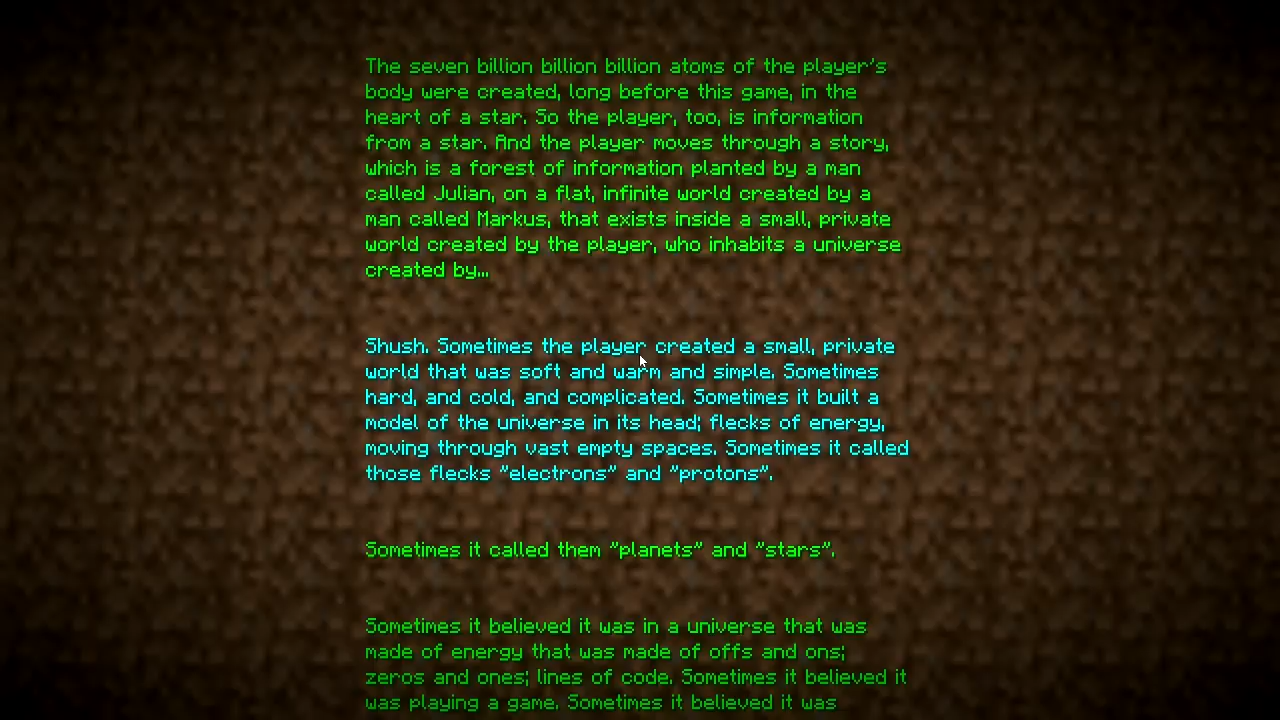 The seven billion billion billion atoms of the player's
body were created, long before this game, in the
heart of a star. So the player, too, is information
from a star. And the player moves through a story,
which is a forest of information planted by a man
called Julian, on a flat, infinite world created by a
man called Markus, that exists inside a small, private
world created by the player, who inhabits a universe
created by...
Shush. Sometimes the player created a small, private
world that was soft and warm and simple. Sometimes
hard, and cold, and complicated. Sometimes it built a
model of the universe in its head; flecks of energy,
moving through vast empty spaces. Sometimes it called
those flecks "electrons" and "protons".
Sometimes it called them "planets" and "stars".
Sometimes it believed it was in a universe that was
made of energy that was made of offs and ons;
zeros and ones; lines of code. Sometimes it believed it
was playing a game. Sometimes it believed it was